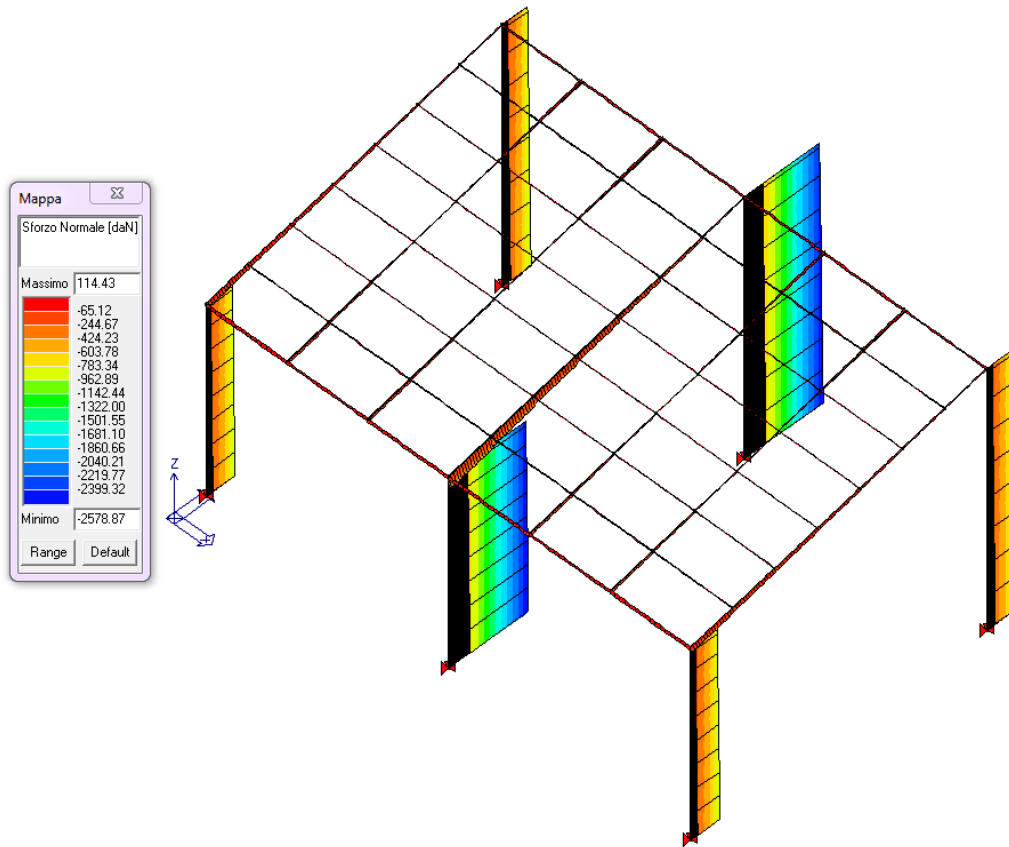 Mappa
Sforzo Normale [daN]
Massimo 114.43
-65.12
-244.67
-424.23
-603.78
-783.34
-962.89
-1142.44
-1322.00
-1501.55
-1681.10
-1860.66
-2040.21
-2219.77
-2399.32
Minimo -2578.87
Range Default
Z